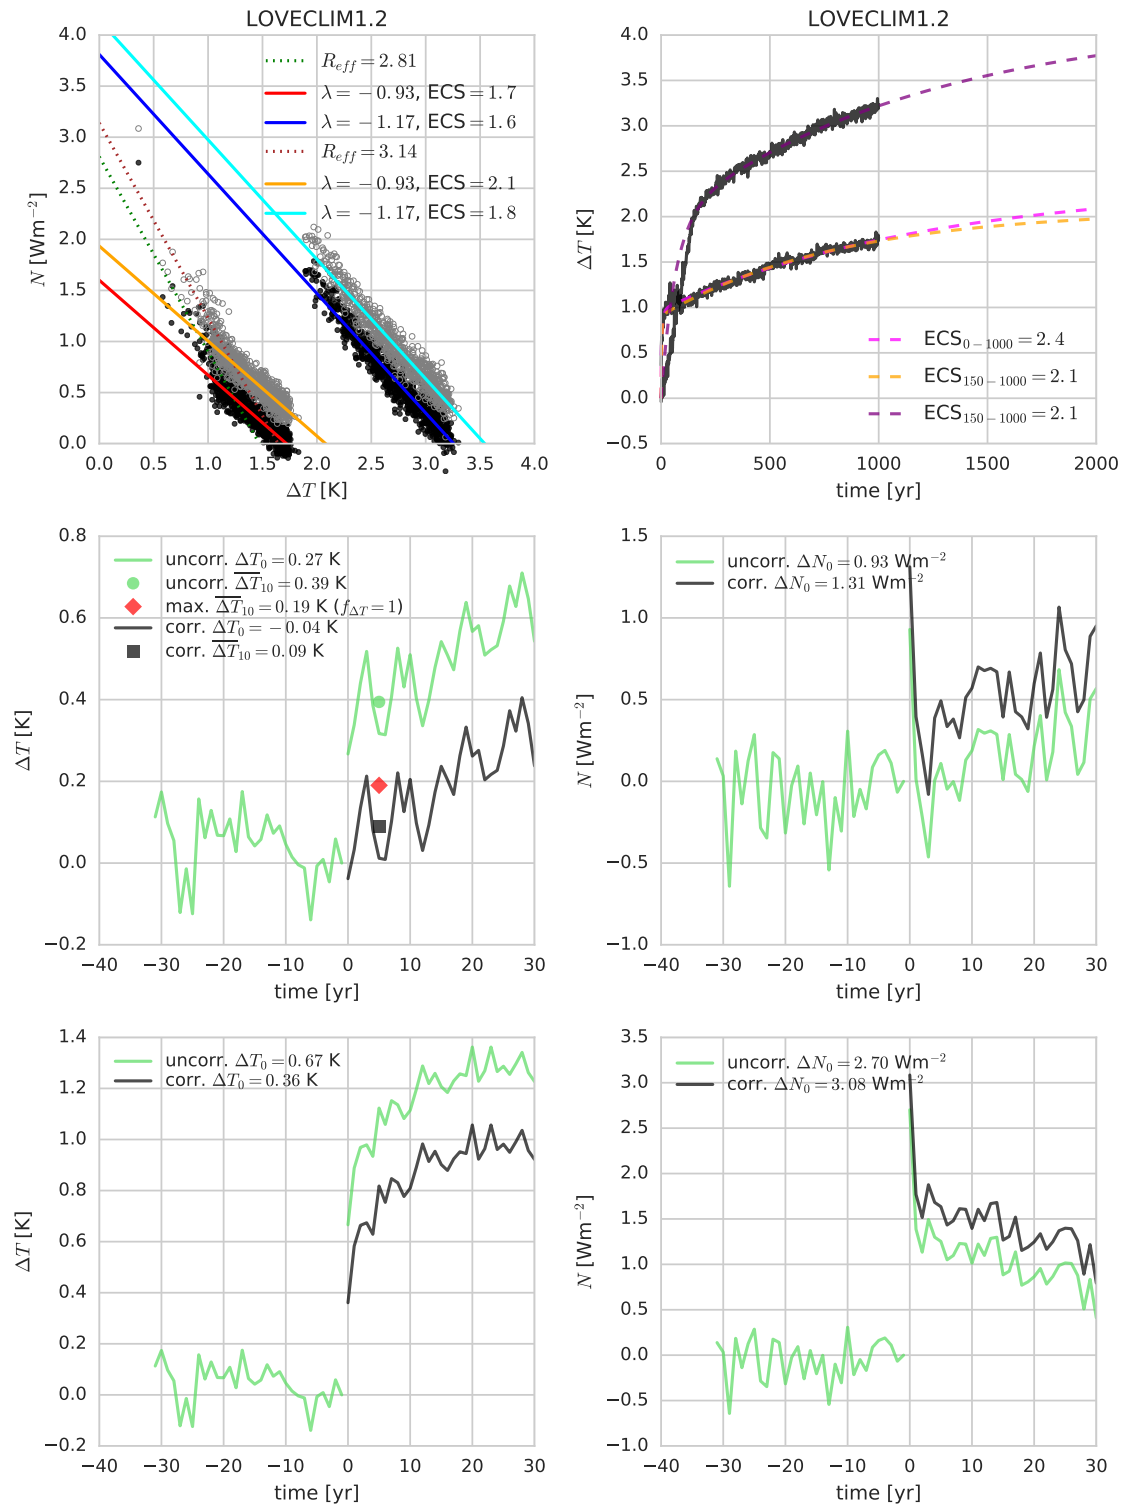 LOVECLIM1.2
4.0
3.5
3.0
2.5
2.0
1.5
1.0
0.5
0.0
N [Wm−2]
R_eff = 2.81
λ = −0.93, ECS = 1.7
λ = −1.17, ECS = 1.6
R_eff = 3.14
λ = −0.93, ECS = 2.1
λ = −1.17, ECS = 1.8
0.0 0.5 1.0 1.5 2.0 2.5 3.0 3.5 4.0
ΔT [K]
LOVECLIM1.2
4.0
3.5
3.0
2.5
2.0
1.5
1.0
0.5
0.0
−0.5
ΔT [K]
ECS0−1000 = 2.4
ECS150−1000 = 2.1
ECS150−1000 = 2.1
0 500 1000 1500 2000
time [yr]
0.8
0.6
0.4
0.2
0.0
−0.2
ΔT [K]
uncorr. ΔT0 = 0.27 K
uncorr. ΔT10 = 0.39 K
max. ΔT10 = 0.19 K (fΔT = 1)
corr. ΔT0 = −0.04 K
corr. ΔT10 = 0.09 K
−40 −30 −20 −10 0 10 20 30
time [yr]
1.5
1.0
0.5
0.0
−0.5
−1.0
N [Wm−2]
uncorr. ΔN0 = 0.93 Wm−2
corr. ΔN0 = 1.31 Wm−2
−40 −30 −20 −10 0 10 20 30
time [yr]
1.4
1.2
1.0
0.8
0.6
0.4
0.2
0.0
−0.2
ΔT [K]
uncorr. ΔT0 = 0.67 K
corr. ΔT0 = 0.36 K
−40 −30 −20 −10 0 10 20 30
time [yr]
3.5
3.0
2.5
2.0
1.5
1.0
0.5
0.0
−0.5
−1.0
N [Wm−2]
uncorr. ΔN0 = 2.70 Wm−2
corr. ΔN0 = 3.08 Wm−2
−40 −30 −20 −10 0 10 20 30
time [yr]